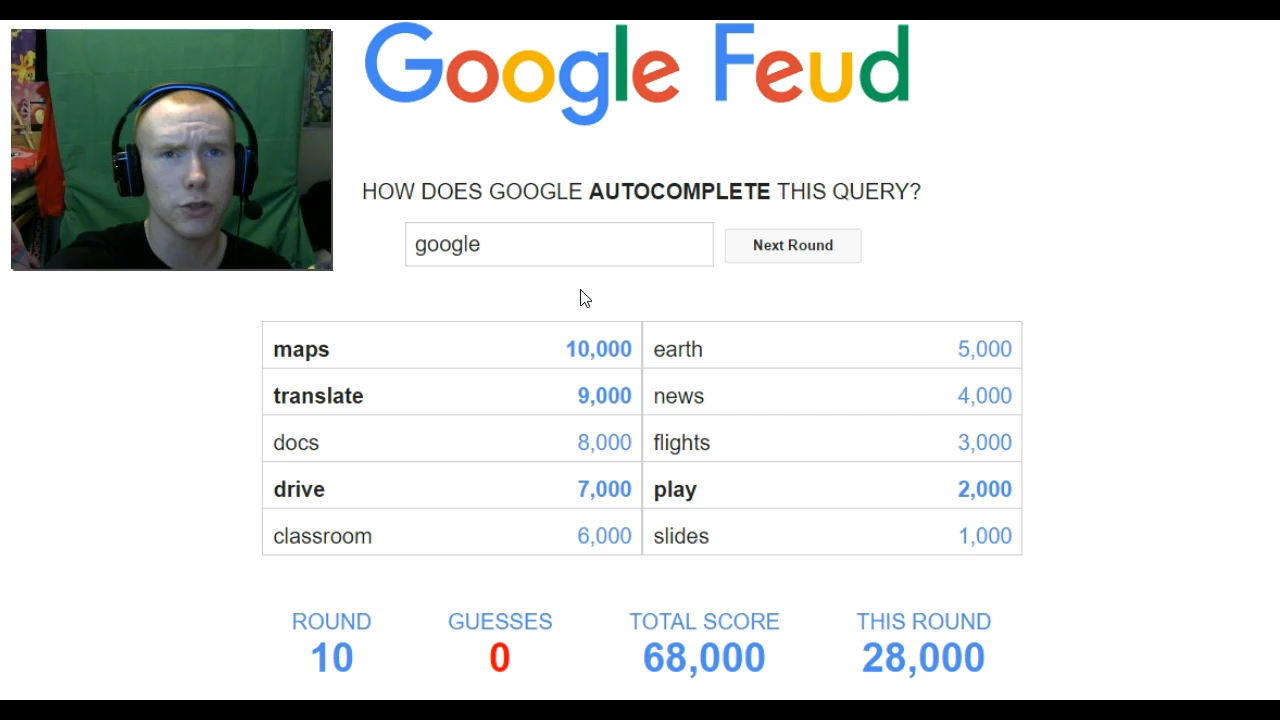 Google Feud
HOW DOES GOOGLE AUTOCOMPLETE THIS QUERY?
google
Next Round
maps 10,000 earth 5,000
translate 9,000 news 4,000
docs 8,000 flights 3,000
drive 7,000 play 2,000
classroom 6,000 slides 1,000
ROUND GUESSES TOTAL SCORE THIS ROUND
10 0 68,000 28,000